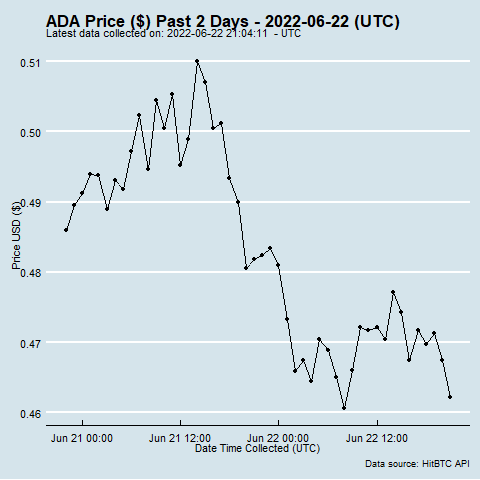 ADA Price ($) Past 2 Days - 2022-06-22 (UTC)
Latest data collected on: 2022-06-22 21:04:11 - UTC
0.51
0.50
0.49
0.48
0.47
0.46
Price USD ($)
Jun 21 00:00 Jun 21 12:00 Jun 22 00:00 Jun 22 12:00
Date Time Collected (UTC)
Data source: HitBTC API